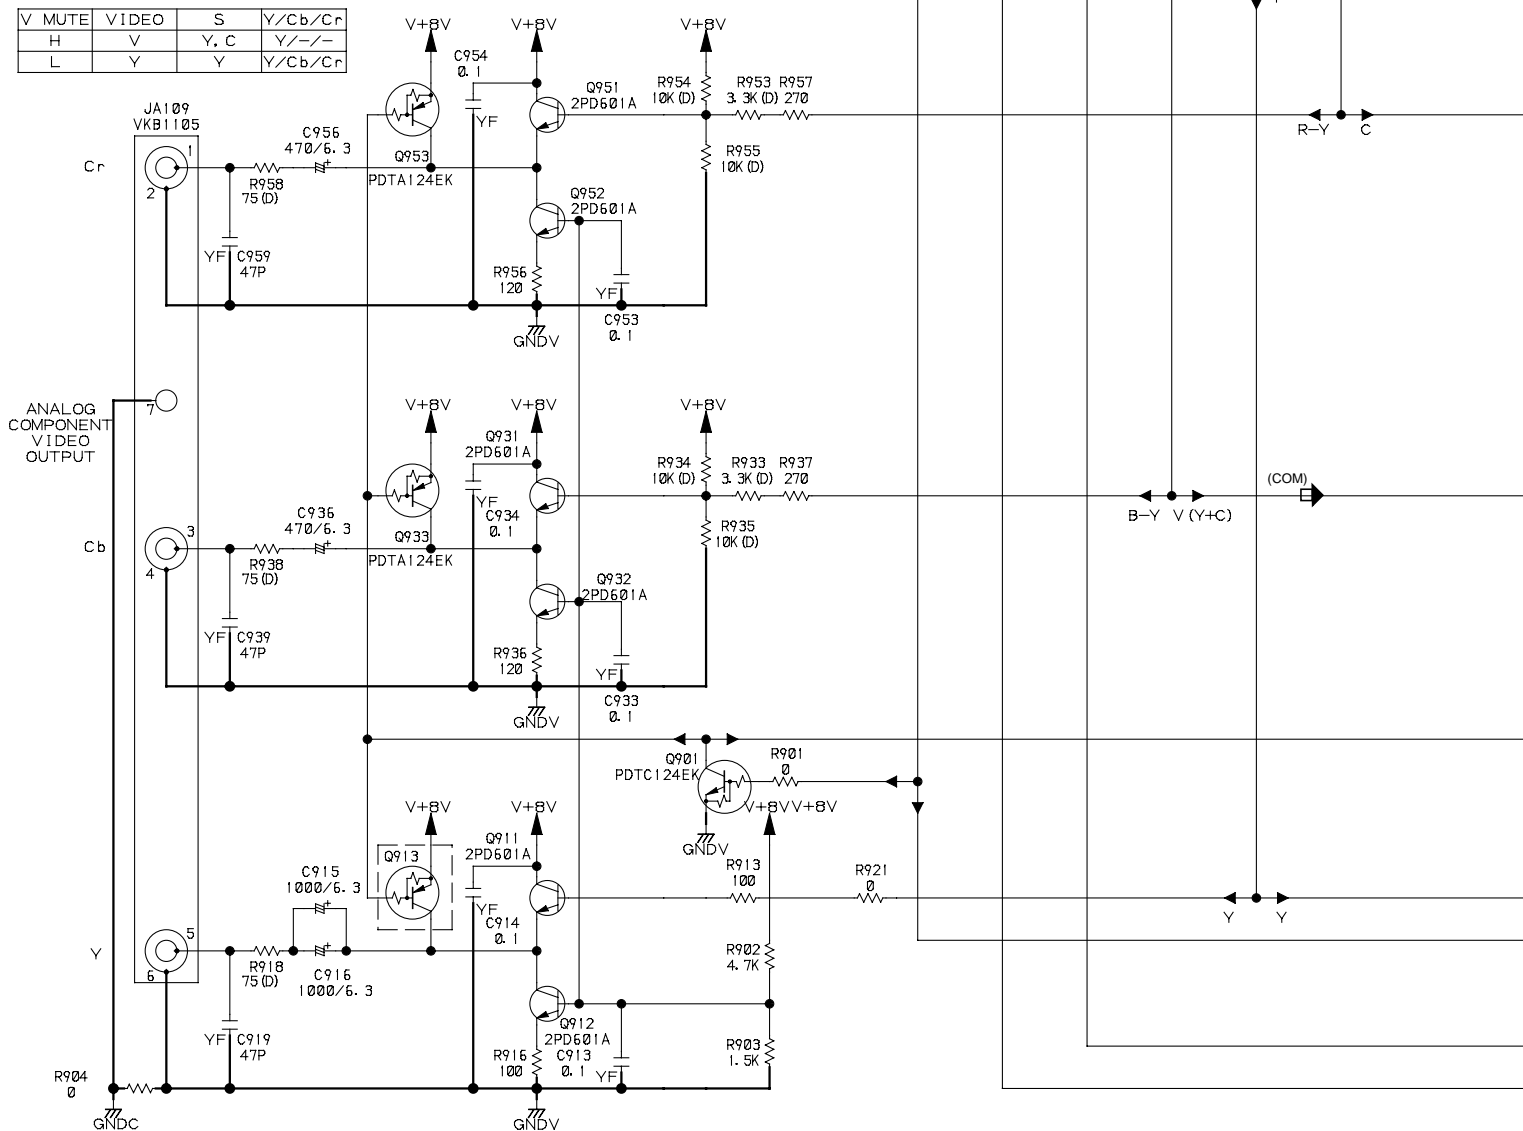 V MUTE VIDEO S Y/Cb/Cr
H V Y, C Y/-/-
L Y Y Y/Cb/Cr
V+8V
V+8V
V+8V
C954
0.1
Q951
2PD601A
R954
10K(D)
R953
3.3K(D)
R957
270
JA109
VKB1105
C956
470/6.3
YF
R-Y
C
Cr
1
2
R958
75(D)
Q953
PDTA124EK
R955
10K(D)
Q952
2PD601A
YF
C959
47P
R956
120
YF
C953
0.1
GNDV
ANALOG
COMPONENT
VIDEO
OUTPUT
7
V+8V
V+8V
V+8V
Q931
2PD601A
R934
10K(D)
R933
3.3K(D)
R937
270
(COM)
YF
C934
0.1
B-Y
V(Y+C)
C936
470/6.3
Cb
3
4
R938
75(D)
Q933
PDTA124EK
R935
10K(D)
Q932
2PD601A
YF
C939
47P
R936
120
YF
C933
0.1
GNDV
Q901
PDTC124EK
R901
0
V+8V
V+8V
V+8V
V+8V
GNDV
Q913
Q911
2PD601A
R913
100
R921
0
C915
1000/6.3
YF
C914
0.1
Y
Y
Y
5
6
R918
75(D)
C916
1000/6.3
R902
4.7K
Q912
2PD601A
YF
C919
47P
R916
100
C913
0.1
YF
R903
1.5K
R904
0
GNDC
GNDV